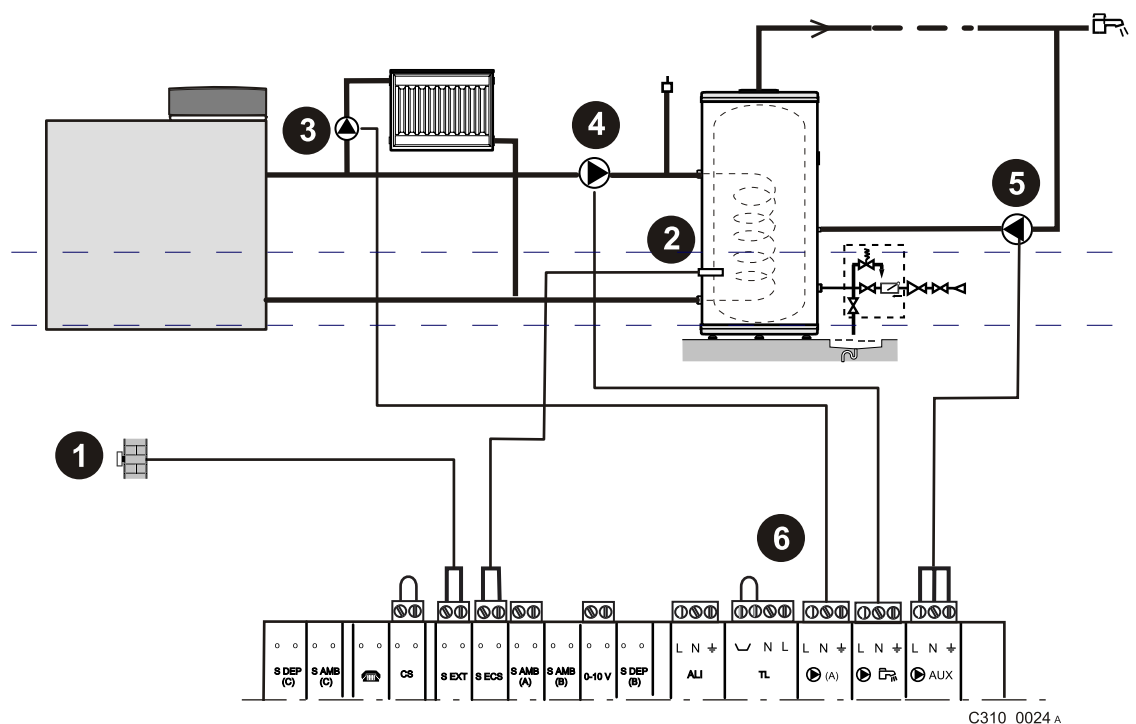 3
4
5
2
1
6
L N ⏚
N L
L N ⏚
L N ⏚
L N ⏚
S DEP
(C)
S AMB
(C)
CS
S EXT
S ECS
S AMB
(A)
S AMB
(B)
0-10 V
S DEP
(B)
ALI
TL
(A)
AUX
C310 0024 A